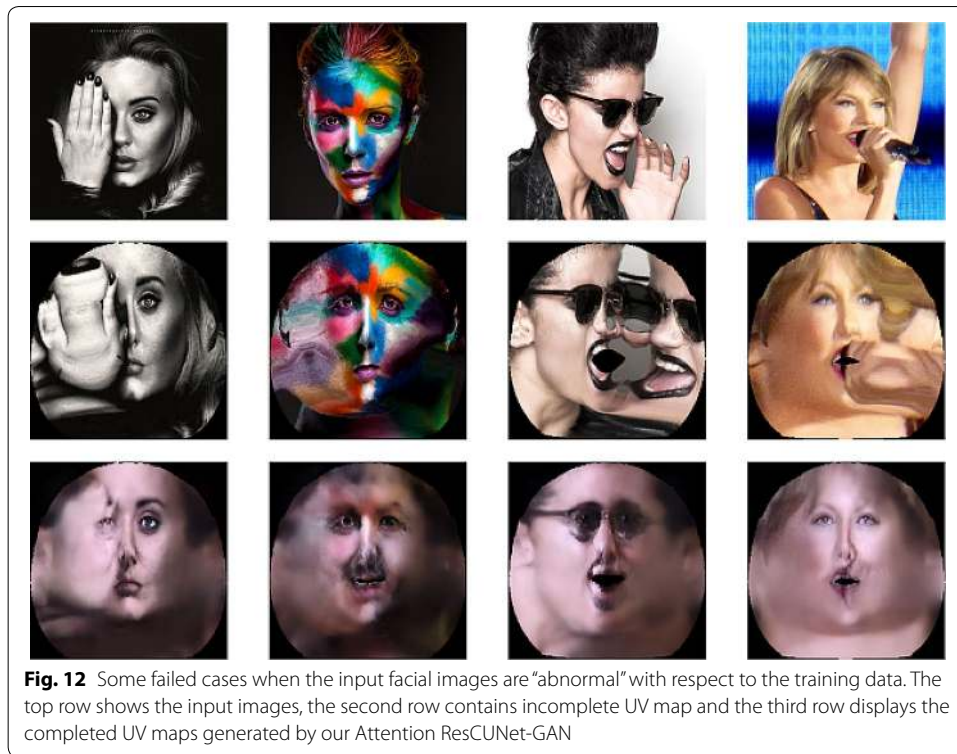 Fig. 12 Some failed cases when the input facial images are “abnormal” with respect to the training data. The
top row shows the input images, the second row contains incomplete UV map and the third row displays the
completed UV maps generated by our Attention ResCUNet-GAN